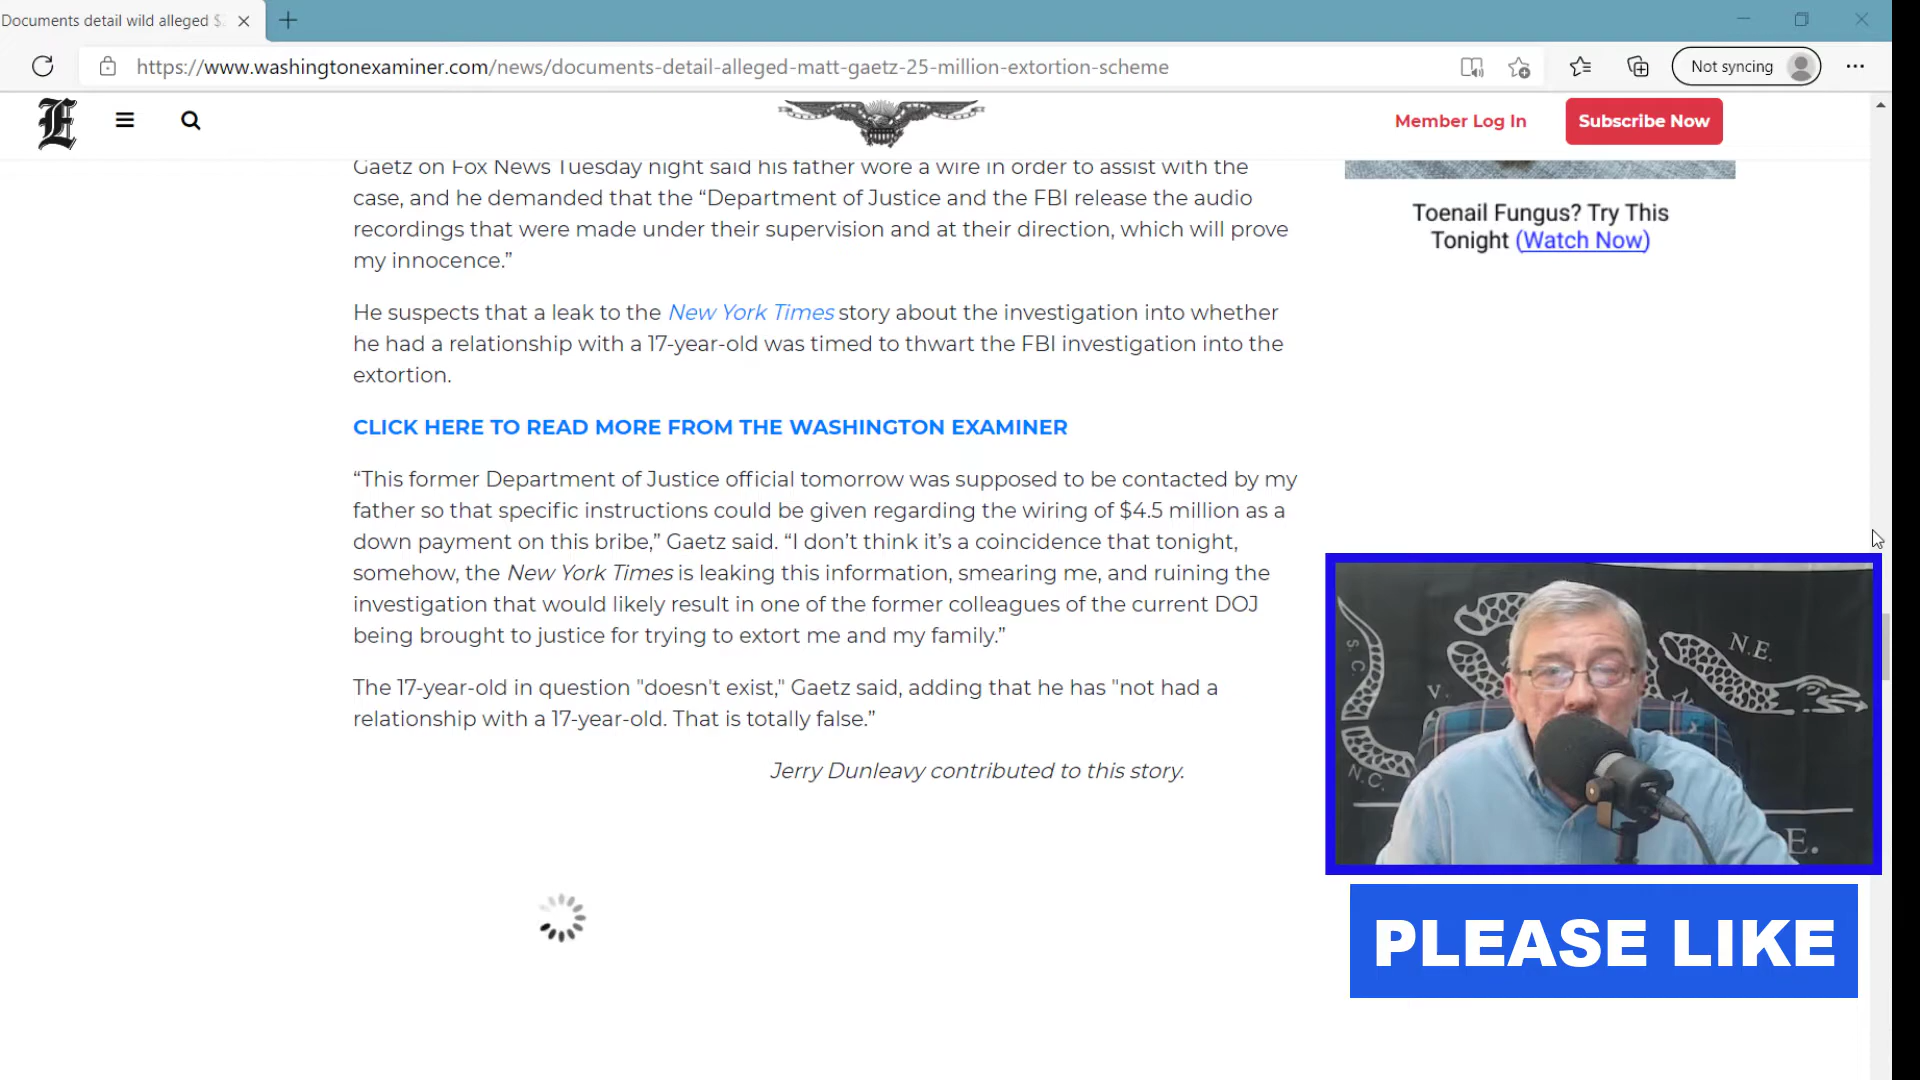 Documents detail wild alleged $
https://www.washingtonexaminer.com/news/documents-detail-alleged-matt-gaetz-25-million-extortion-scheme
Not syncing
E
Member Log In
Subscribe Now
Gaetz on Fox News Tuesday night said his father wore a wire in order to assist with the
case, and he demanded that the “Department of Justice and the FBI release the audio
recordings that were made under their supervision and at their direction, which will prove
my innocence.”
He suspects that a leak to the New York Times story about the investigation into whether
he had a relationship with a 17-year-old was timed to thwart the FBI investigation into the
extortion.
CLICK HERE TO READ MORE FROM THE WASHINGTON EXAMINER
“This former Department of Justice official tomorrow was supposed to be contacted by my
father so that specific instructions could be given regarding the wiring of $4.5 million as a
down payment on this bribe,” Gaetz said. “I don’t think it’s a coincidence that tonight,
somehow, the New York Times is leaking this information, smearing me, and ruining the
investigation that would likely result in one of the former colleagues of the current DOJ
being brought to justice for trying to extort me and my family.”
The 17-year-old in question "doesn't exist," Gaetz said, adding that he has "not had a
relationship with a 17-year-old. That is totally false.”
Jerry Dunleavy contributed to this story.
Toenail Fungus? Try This
Tonight (Watch Now)
S. C.
V.
N.E.
N.C.
E.
PLEASE LIKE